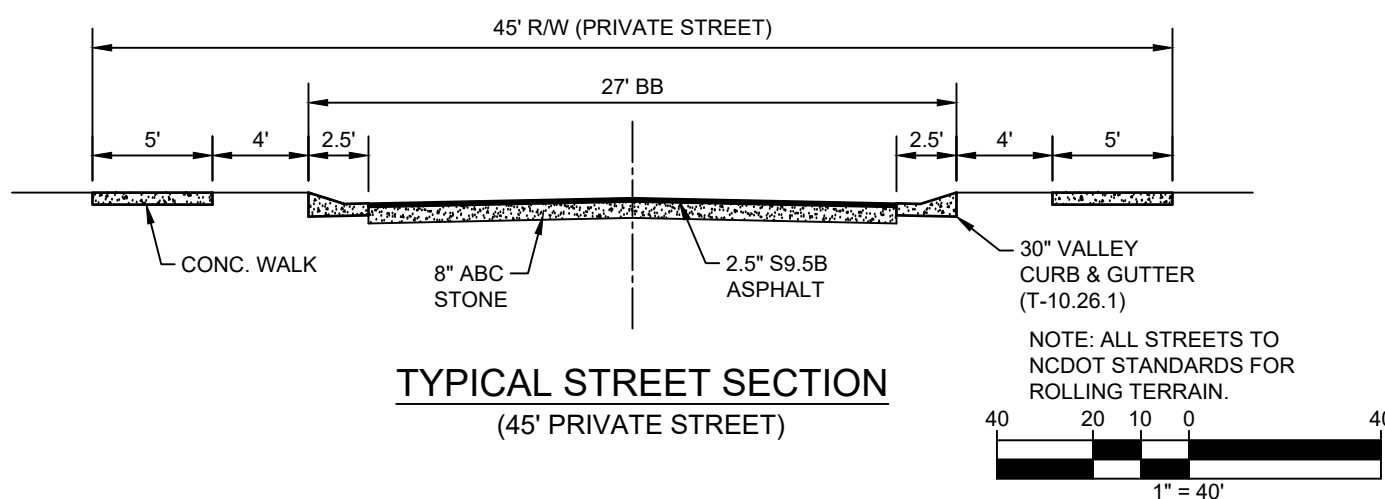 45' R/W (PRIVATE STREET)
27' BB
5' 4' 2.5' 2.5' 4' 5'
CONC. WALK
8" ABC
STONE
2.5" S9.5B
ASPHALT
30" VALLEY
CURB & GUTTER
(T-10.26.1)
NOTE: ALL STREETS TO
NCDOT STANDARDS FOR
ROLLING TERRAIN.
TYPICAL STREET SECTION
(45' PRIVATE STREET)
40 20 10 0 40
1" = 40'